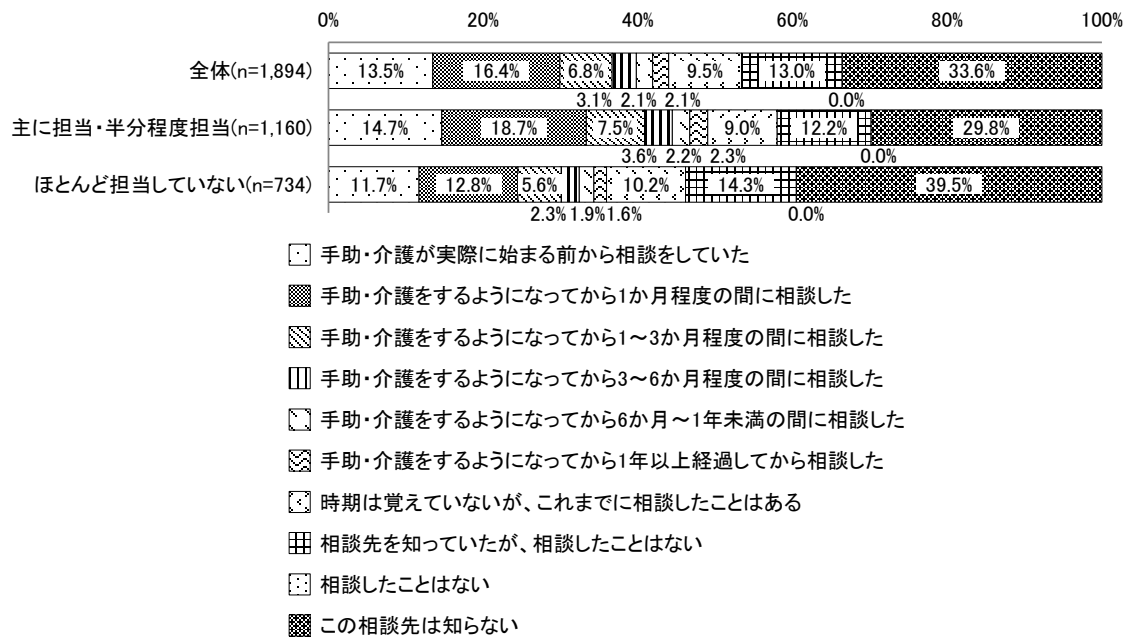 0% 20% 40% 60% 80% 100%
全体(n=1,894) 13.5% 16.4% 6.8% 9.5% 13.0% 33.6%
3.1% 2.1% 2.1% 0.0%
主に担当・半分程度担当(n=1,160) 14.7% 18.7% 7.5% 9.0% 12.2% 29.8%
3.6% 2.2% 2.3% 0.0%
ほとんど担当していない(n=734) 11.7% 12.8% 5.6% 10.2% 14.3% 39.5%
2.3% 1.9% 1.6% 0.0%
手助・介護が実際に始まる前から相談をしていた
手助・介護をするようになってから1か月程度の間に相談した
手助・介護をするようになってから1～3か月程度の間に相談した
手助・介護をするようになってから3～6か月程度の間に相談した
手助・介護をするようになってから6か月～1年未満の間に相談した
手助・介護をするようになってから1年以上経過してから相談した
時期は覚えていないが、これまでに相談したことはある
相談先を知っていたが、相談したことはない
相談したことはない
この相談先は知らない